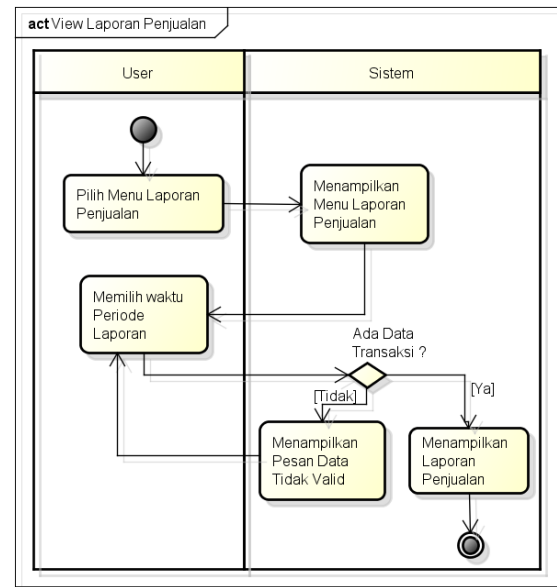 act View Laporan Penjualan
User
Sistem
Pilih Menu Laporan
Penjualan
Menampilkan
Menu Laporan
Penjualan
Memilih waktu
Periode
Laporan
Ada Data
Transaksi ?
[Tidak]
[Ya]
Menampilkan
Pesan Data
Tidak Valid
Menampilkan
Laporan
Penjualan